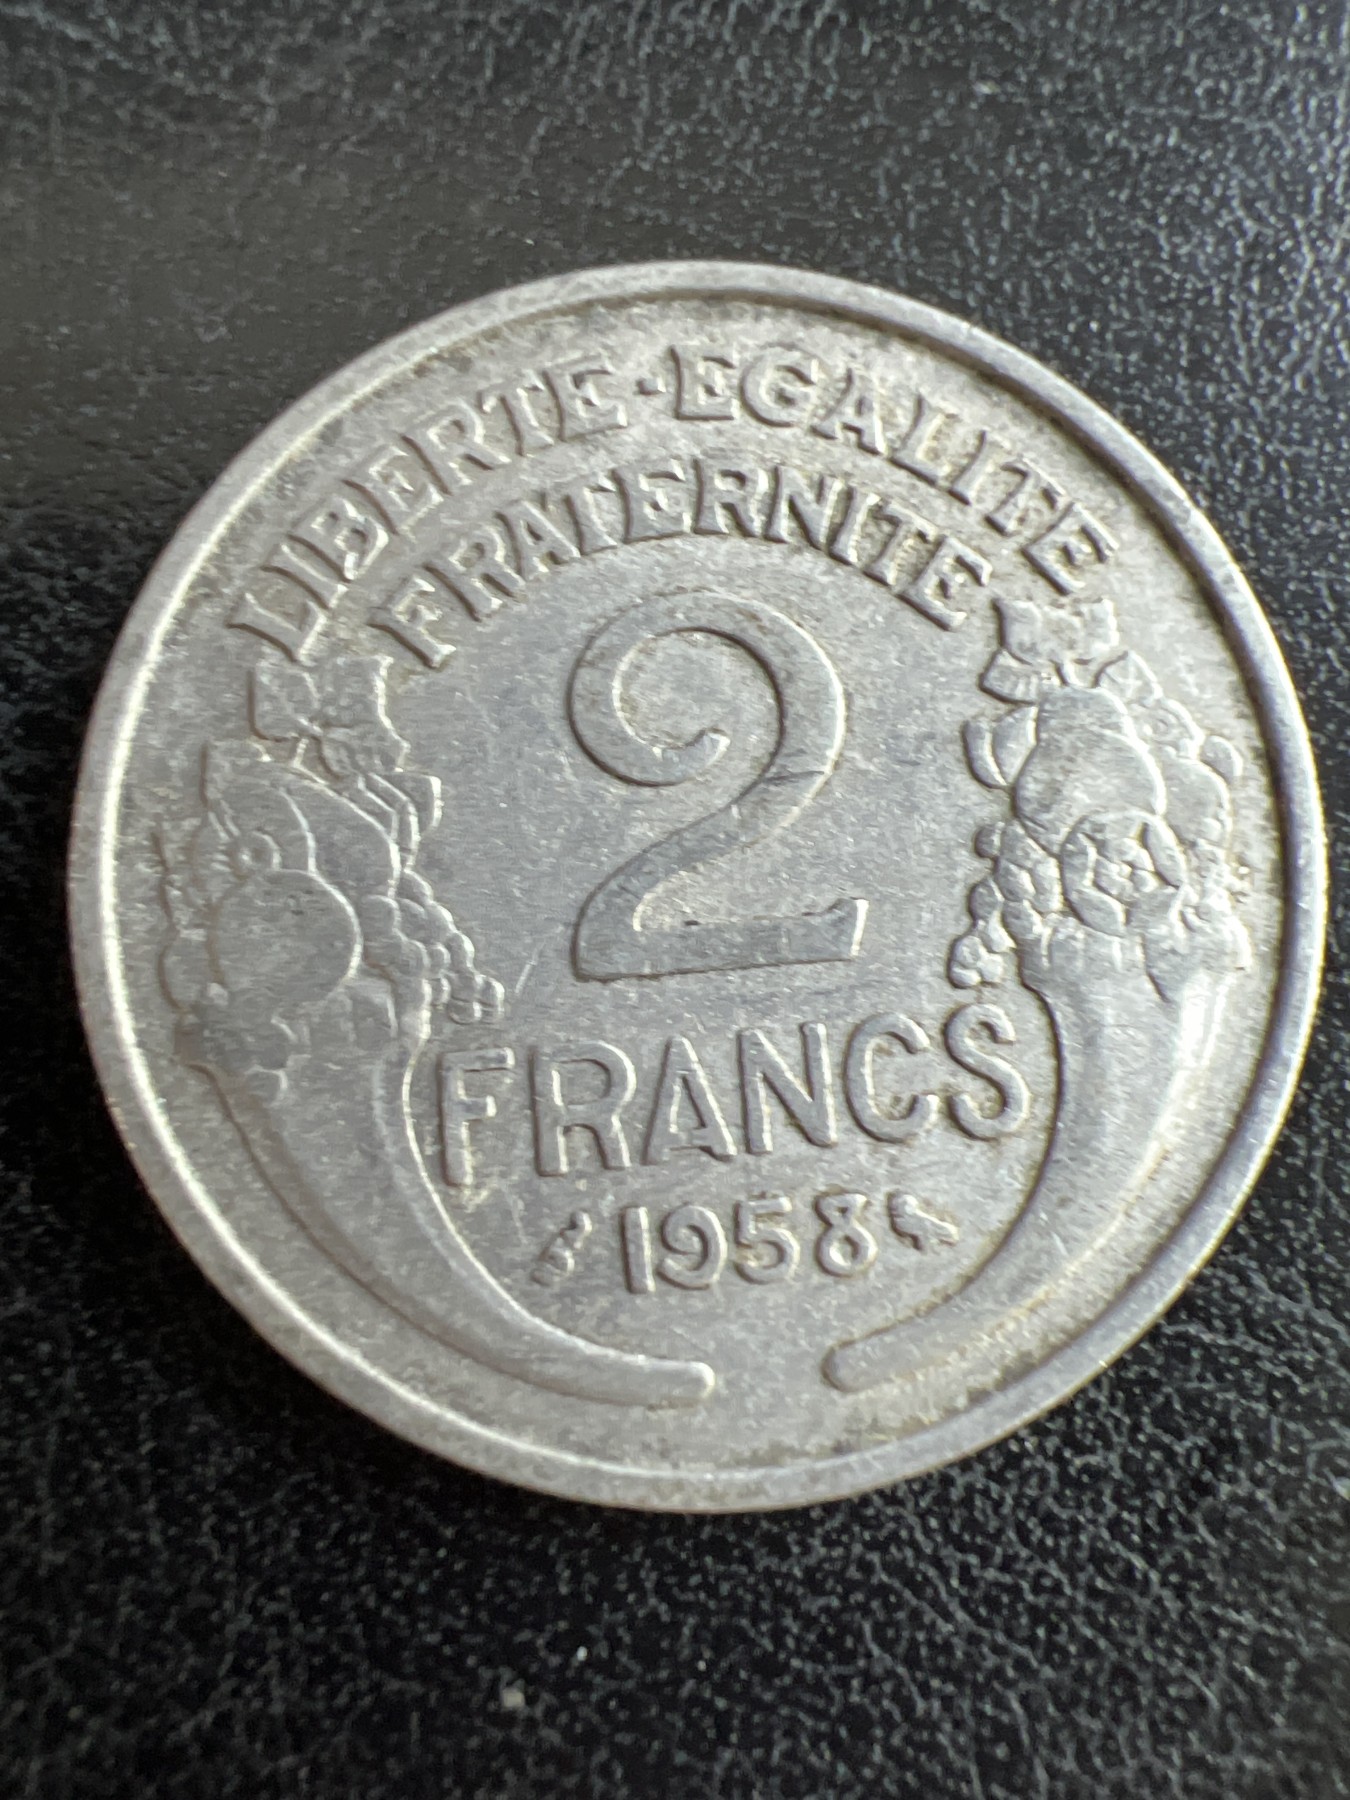 LIBERTE·EGALITE
FRATERNITE
2
FRANCS
1958